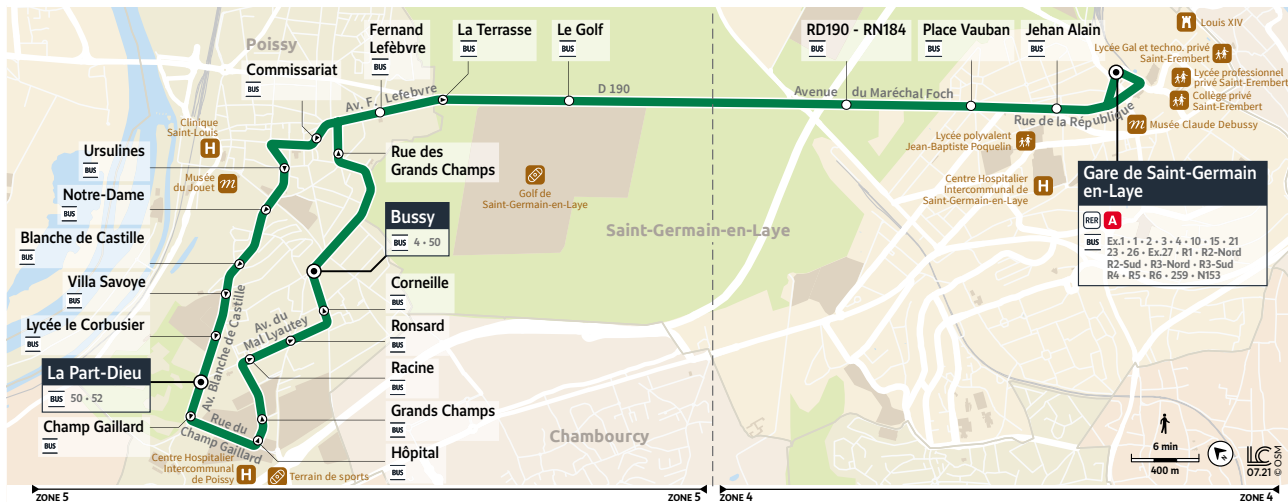 Poissy
Commissariat
BUS
Fernand
Lefèbvre
BUS
La Terrasse
BUS
Le Golf
BUS
RD190 - RN184
BUS
Place Vauban
BUS
Jehan Alain
BUS
Louis XIV
Lycée Gal et techno. privé
Saint-Erembert
Lycée professionnel
privé Saint-Erembert
Collège privé
Saint-Erembert
Musée Claude Debussy
Av. F. Lefebvre
D 190
Avenue du Maréchal Foch
Rue de la République
Clinique
Saint-Louis
H
Musée
du Jouet
m
Ursulines
BUS
Notre-Dame
BUS
Blanche de Castille
BUS
Villa Savoye
BUS
Lycée le Corbusier
BUS
La Part-Dieu
BUS 50 • 52
Champ Gaillard
BUS
Rue des
Grands Champs
BUS
Bussy
BUS 4 • 50
Corneille
BUS
Ronsard
BUS
Racine
BUS
Grands Champs
BUS
Hôpital
BUS
Av. Blanche de Castille
Av. du
Mal Lyautey
Rue du
Champ Gaillard
Centre Hospitalier
Intercommunal
de Poissy
H
Terrain de sports
Golf de
Saint-Germain-en-Laye
Saint-Germain-en-Laye
Chambourcy
Lycée polyvalent
Jean-Baptiste Poquelin
Centre Hospitalier
Intercommunal de
Saint-Germain-en-Laye
H
m
Gare de Saint-Germain
en-Laye
RER A
BUS Ex.1 • 1 • 2 • 3 • 4 • 10 • 15 • 21
23 • 26 • Ex.27 • R1 • R2-Nord
R2-Sud • R3-Nord • R3-Sud
R4 • R5 • R6 • 259 • N153
6 min
400 m
N
LC
07.21
© OSM
ZONE 5
ZONE 5
ZONE 4
ZONE 4